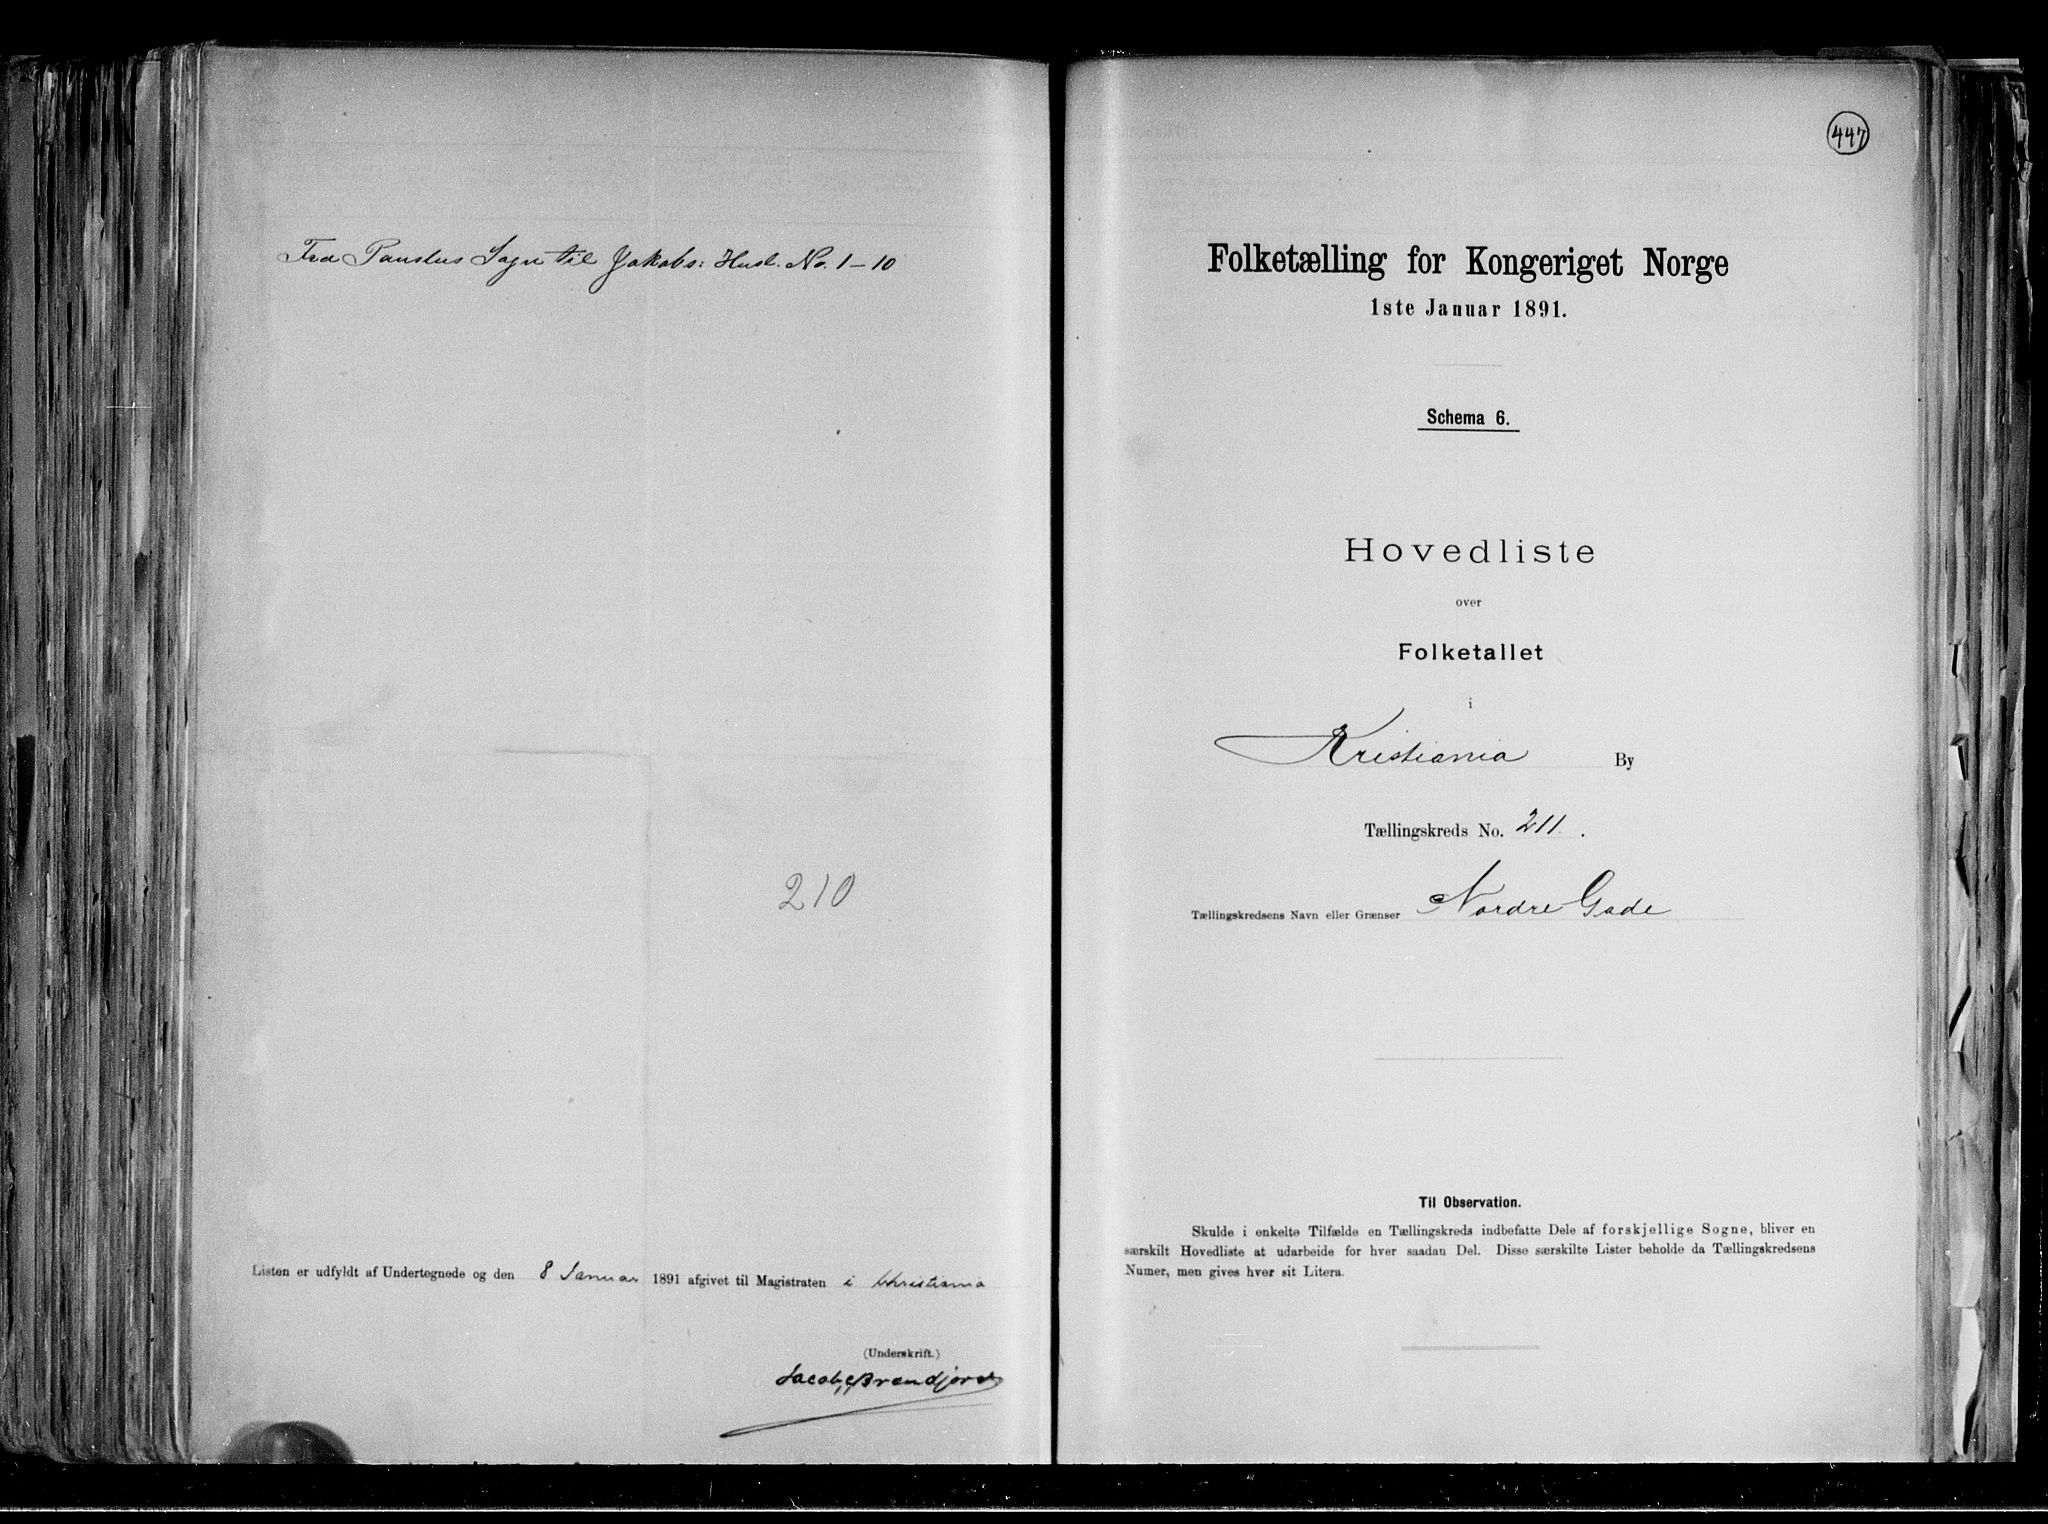 Fra Paulus Sogn til Jakobs: Husl. No. 1–10
210
Listen er udfyldt af Undertegnede og den 8 Januar 1891 afgivet til Magistraten i Christiania
(Underskrift.)
Jacob Brændjord
447
Folketælling for Kongeriget Norge
1ste Januar 1891.
Schema 6.
Hovedliste
over
Folketallet
i
Kristiania By
Tællingskreds No. 211.
Tællingskredsens Navn eller Grænser Nordre Gade
Til Observation.
Skulde i enkelte Tilfælde en Tællingskreds indbefatte Dele af forskjellige Sogne, bliver en
særskilt Hovedliste at udarbeide for hver saadan Del. Disse særskilte Lister beholde da Tællingskredsens
Numer, men gives hver sit Litera.